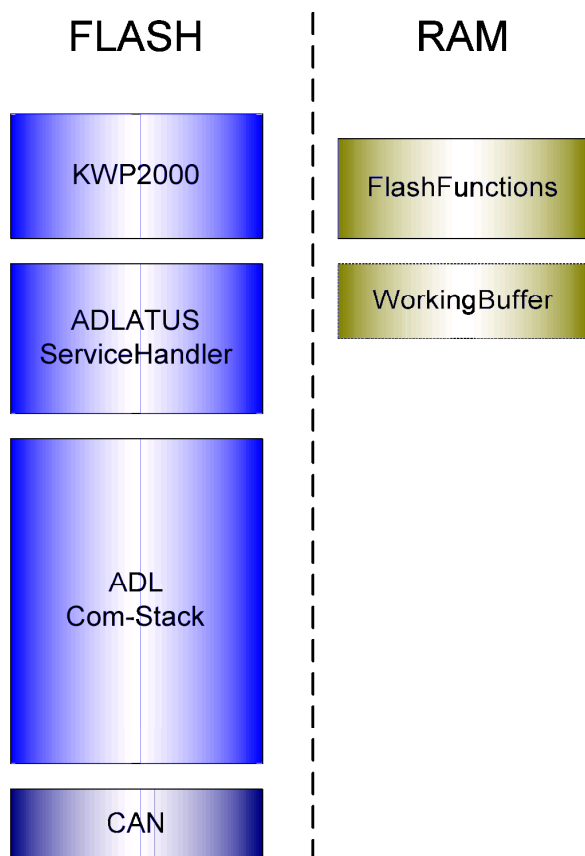 FLASH
KWP2000
ADLATUS
ServiceHandler
ADL
Com-Stack
CAN
RAM
FlashFunctions
WorkingBuffer